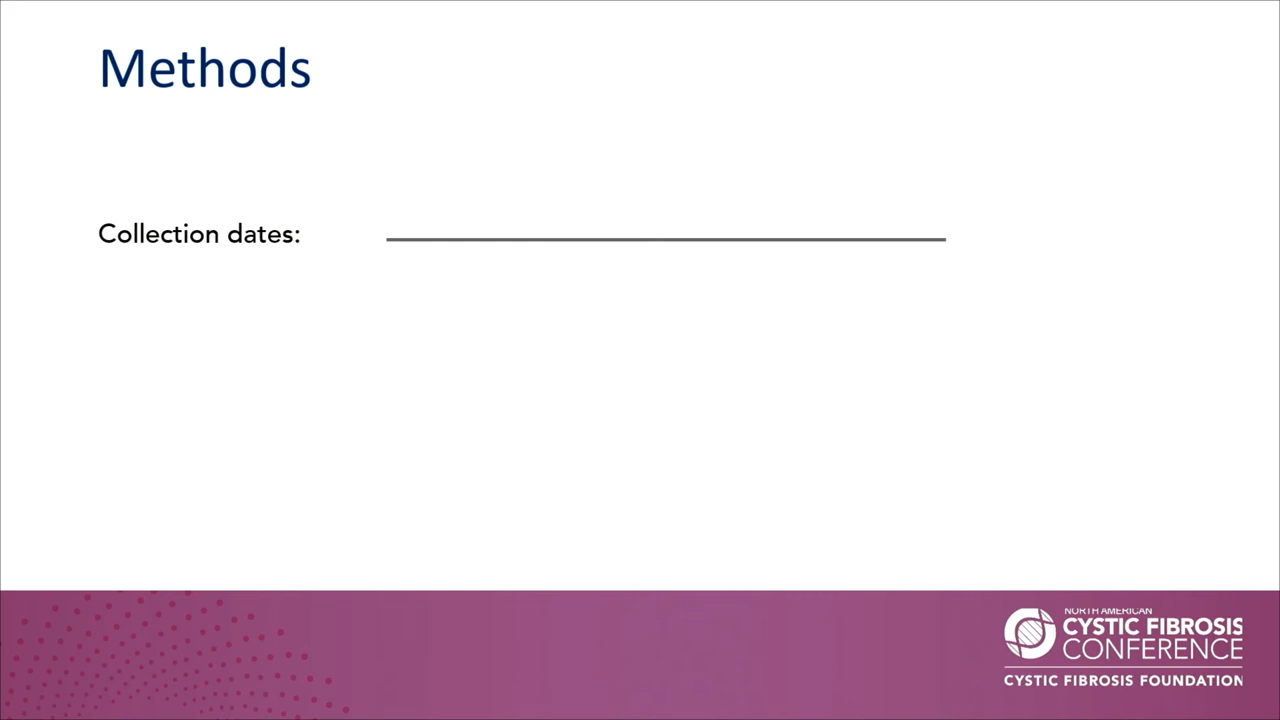 Methods
Collection dates:
NORTH AMERICAN
CYSTIC FIBROSIS
CONFERENCE
CYSTIC FIBROSIS FOUNDATION